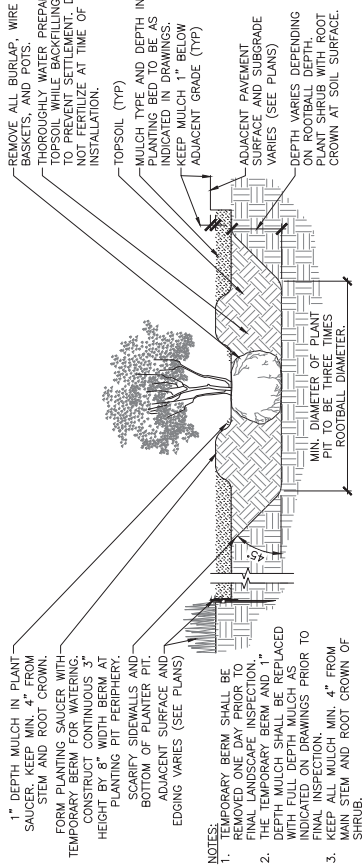 1" DEPTH MULCH IN PLANT
SAUCER. KEEP MIN. 4" FROM
STEM AND ROOT CROWN.
FORM PLANTING SAUCER WITH
TEMPORARY BERM FOR WATERING.
CONSTRUCT CONTINUOUS 3"
HEIGHT BY 8" WIDTH BERM AT
PLANTING PIT PERIPHERY.
SCARIFY SIDEWALLS AND
BOTTOM OF PLANTER PIT.
ADJACENT SURFACE AND
EDGING VARIES (SEE PLANS)
NOTES:
1. TEMPORARY BERM SHALL BE
REMOVED ONE DAY PRIOR TO
FINAL LANDSCAPE INSPECTION.
2. THE TEMPORARY BERM AND 1"
DEPTH MULCH SHALL BE REPLACED
WITH FULL DEPTH MULCH AS
INDICATED ON DRAWINGS PRIOR TO
FINAL INSPECTION.
3. KEEP ALL MULCH MIN. 4" FROM
MAIN STEM AND ROOT CROWN OF
SHRUB.
45°
MIN. DIAMETER OF PLANT
PIT TO BE THREE TIMES
ROOTBALL DIAMETER.
REMOVE ALL BURLAP, WIRE
BASKETS, AND POTS.
THOROUGHLY WATER
TOPSOIL WHILE BACKFILLING
TO PREVENT SETTLEMENT.
NOT FERTILIZE AT TIME OF
INSTALLATION.
TOPSOIL (TYP)
MULCH TYPE AND DEPTH IN
PLANTING BED TO BE AS
INDICATED IN DRAWINGS.
KEEP MULCH 1" BELOW
ADJACENT GRADE (TYP)
ADJACENT PAVEMENT
SURFACE AND SUBGRADE
VARIES (SEE PLANS)
DEPTH VARIES DEPENDING
ON ROOTBALL DEPTH.
PLANT SHRUB WITH ROOT
CROWN AT SOIL SURFACE.